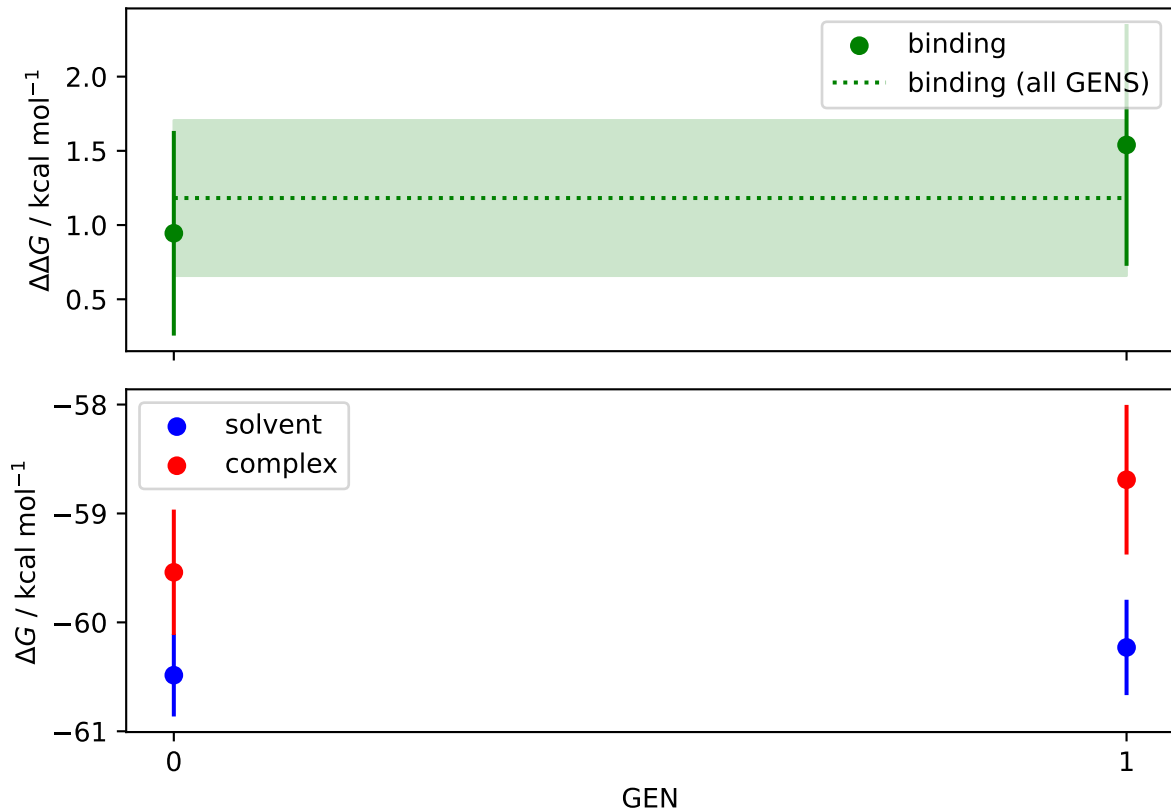 binding
binding (all GENS)
2.0
1.5
1.0
0.5
ΔΔG / kcal mol⁻¹
solvent
complex
−58
−59
−60
−61
ΔG / kcal mol⁻¹
0
1
GEN